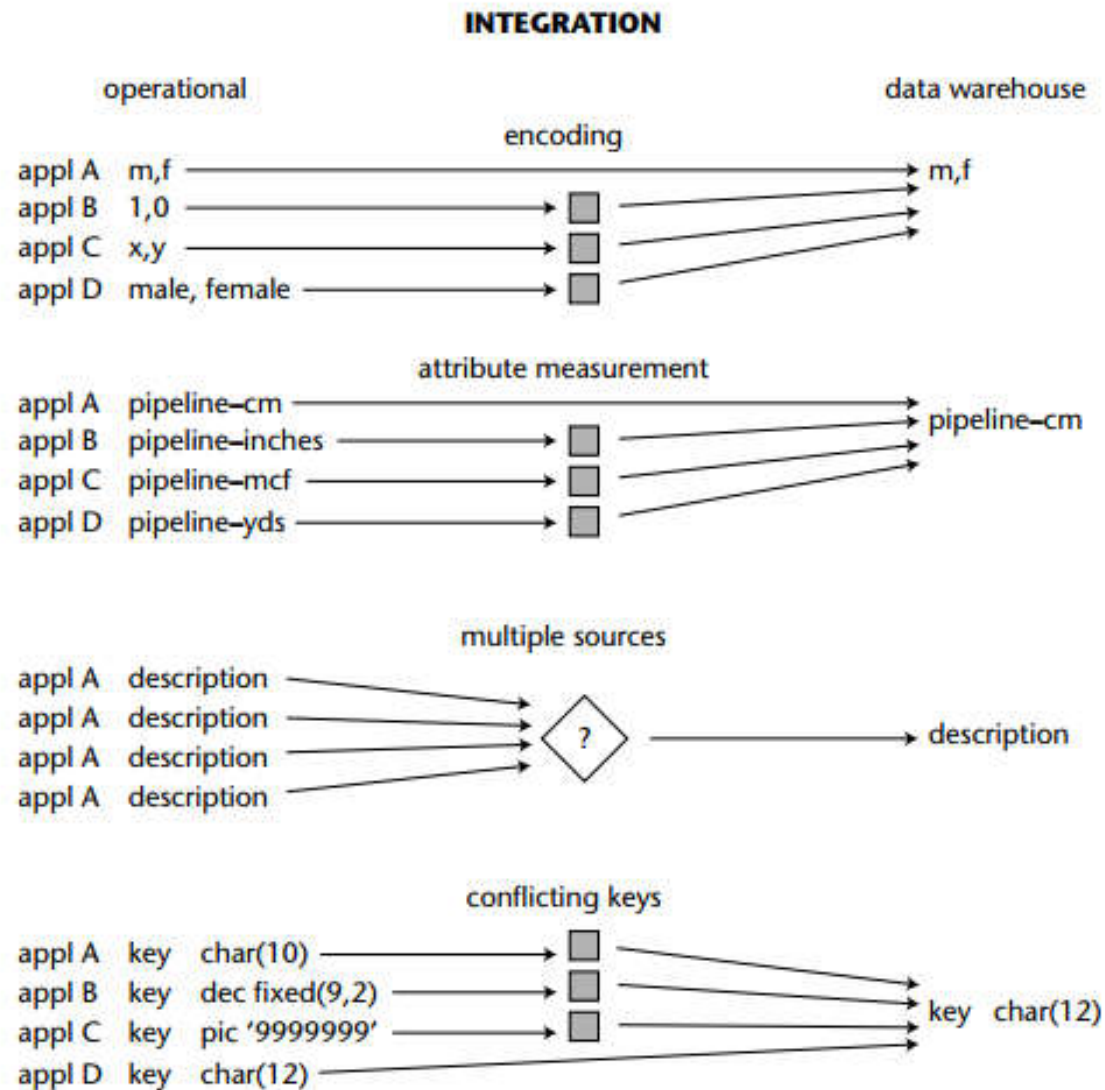 INTEGRATION
operational data warehouse
encoding
appl A m,f m,f
appl B 1,0
appl C x,y
appl D male, female
attribute measurement
appl A pipeline–cm
pipeline–cm
appl B pipeline–inches
appl C pipeline–mcf
appl D pipeline–yds
multiple sources
appl A description
appl A description
? description
appl A description
appl A description
conflicting keys
appl A key char(10)
appl B key dec fixed(9,2)
key char(12)
appl C key pic ‘9999999’
appl D key char(12)